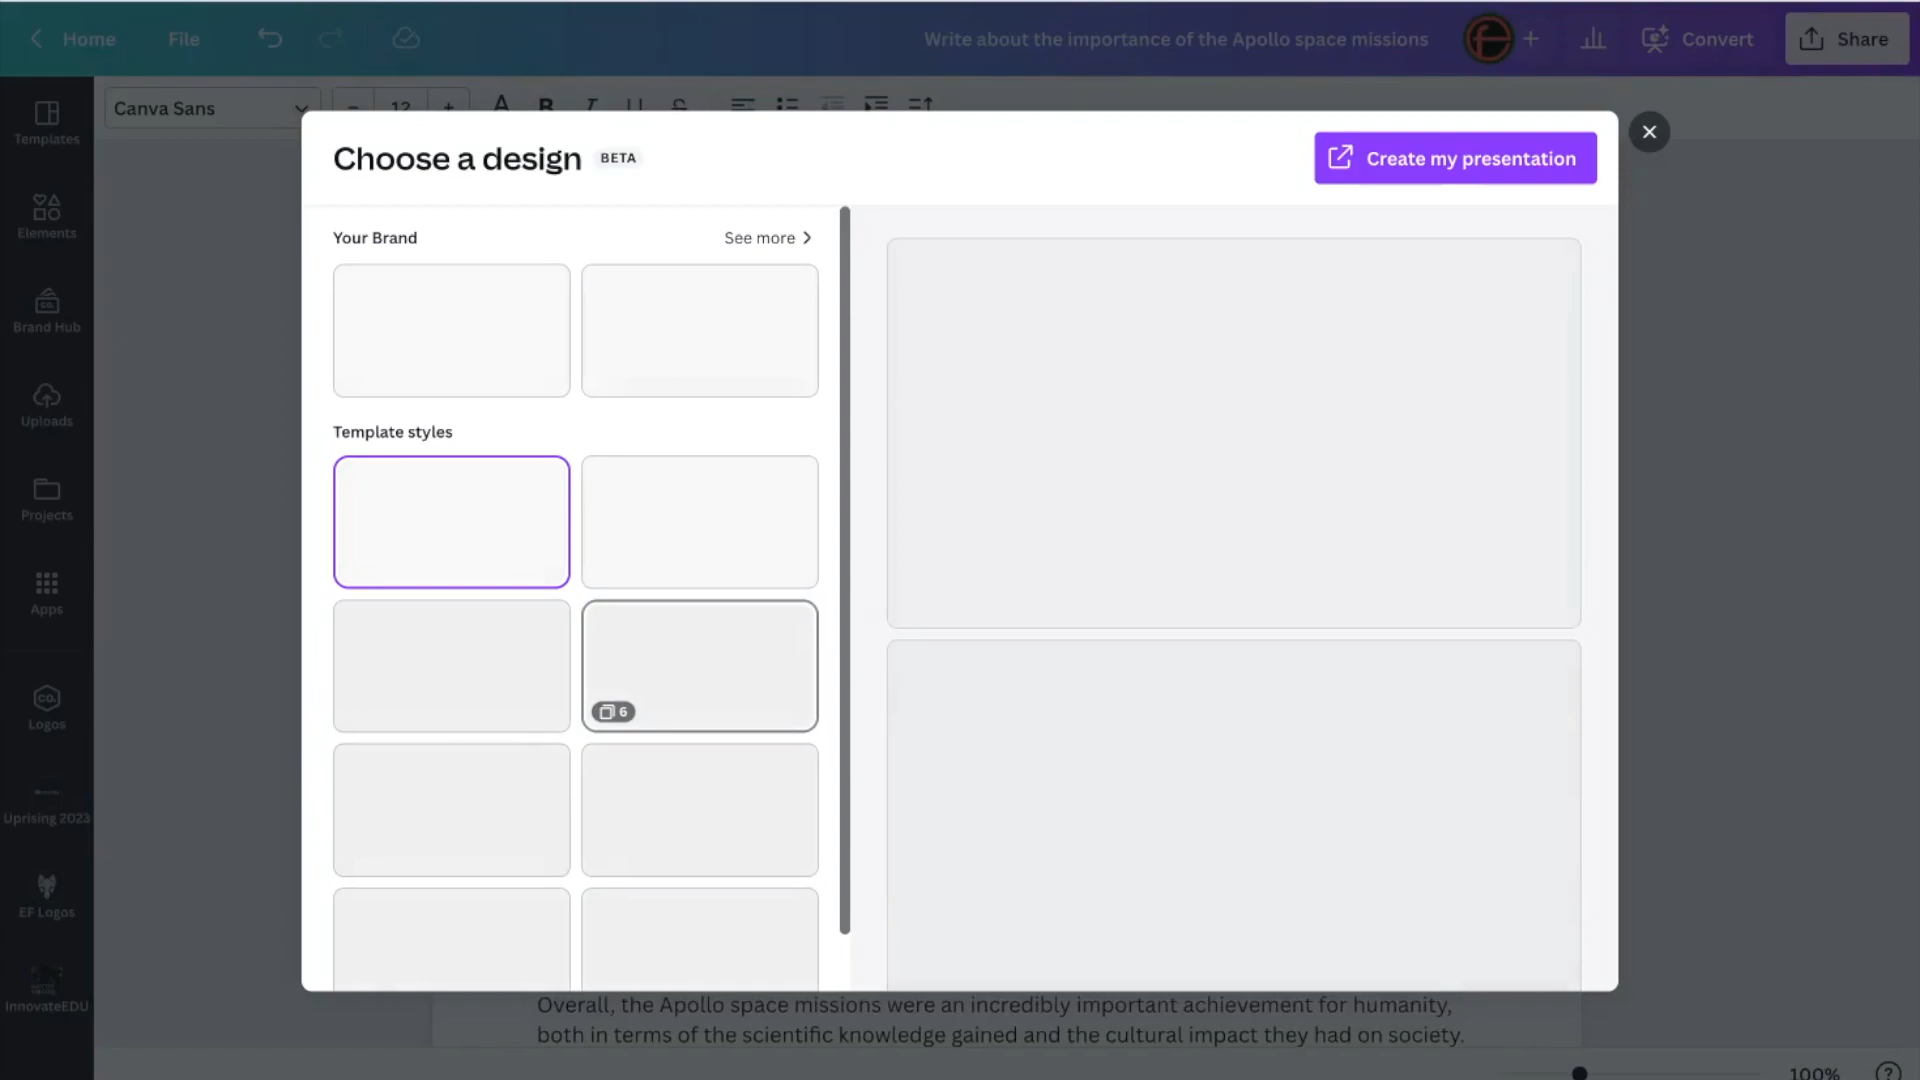 Home
File
Write about the importance of the Apollo space missions
Convert
Share
Canva Sans
12
Templates
Elements
Brand Hub
Uploads
Projects
Apps
Logos
Uprising 2023
EF Logos
InnovateEDU
Choose a design
BETA
Create my presentation
Your Brand
See more
Template styles
6
Overall, the Apollo space missions were an incredibly important achievement for humanity,
both in terms of the scientific knowledge gained and the cultural impact they had on society.
100%